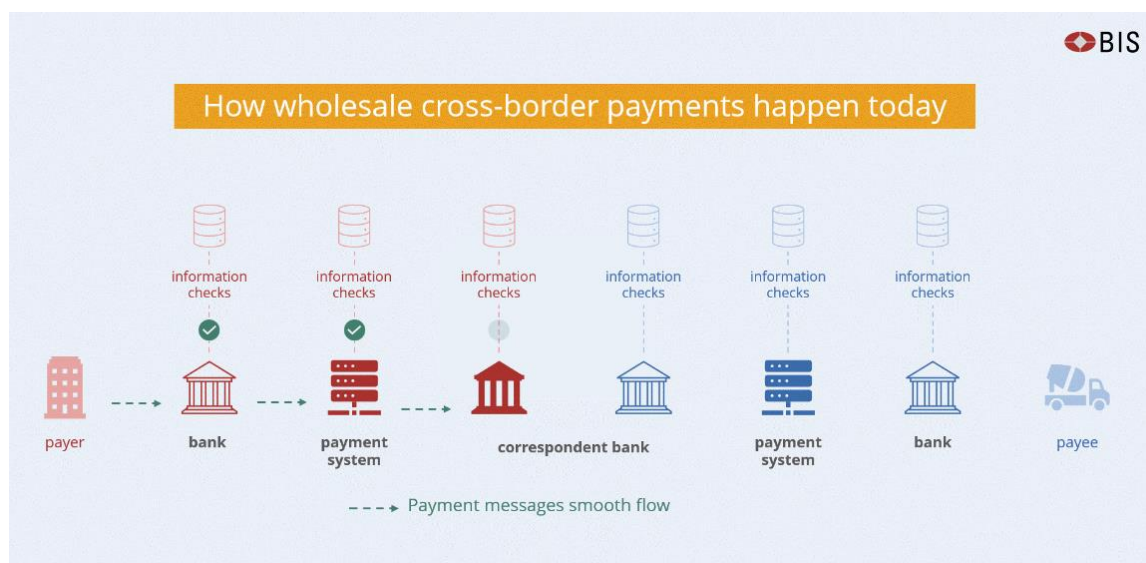 BIS
How wholesale cross-border payments happen today
information checks
information checks
information checks
information checks
information checks
information checks
payer
bank
payment system
correspondent bank
payment system
bank
payee
Payment messages smooth flow